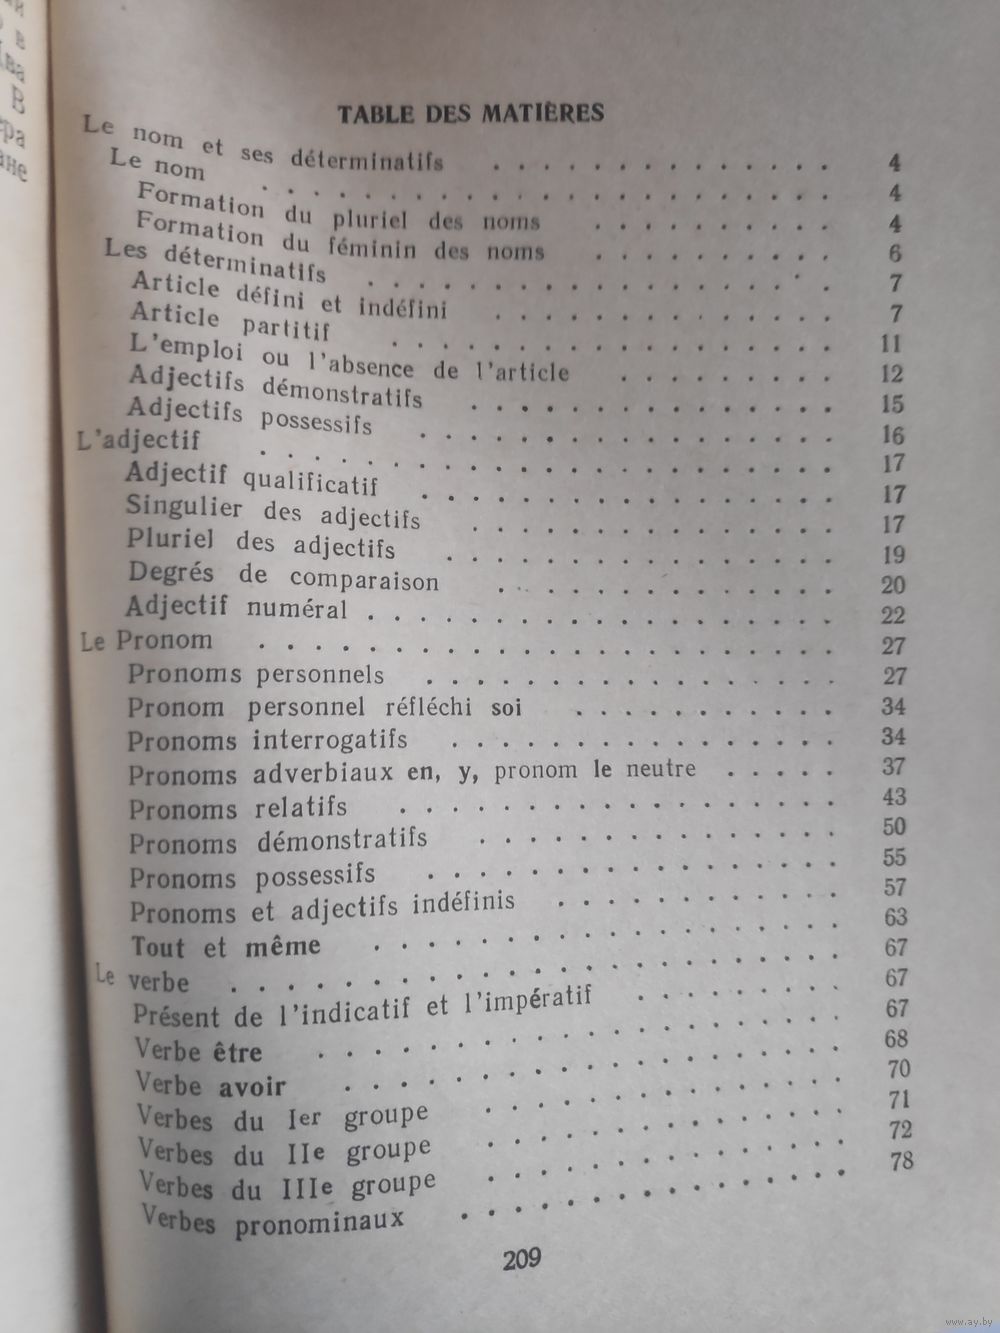 TABLE DES MATIÈRES
Le nom et ses déterminatifs . . . . . . . . . . . . . . 4
Le nom . . . . . . . . . . . . . . . . . . . . . . 4
Formation du pluriel des noms . . . . . . . . . . 4
Formation du féminin des noms . . . . . . . . . . 6
Les déterminatifs . . . . . . . . . . . . . . . . . . 7
Article défini et indéfini . . . . . . . . . . . . . . 7
Article partitif . . . . . . . . . . . . . . . . . . 11
L'emploi ou l'absence de l'article . . . . . . . . . 12
Adjectifs démonstratifs . . . . . . . . . . . . . . . 15
Adjectifs possessifs . . . . . . . . . . . . . . . . . 16
L'adjectif . . . . . . . . . . . . . . . . . . . . . . 17
Adjectif qualificatif . . . . . . . . . . . . . . . . . 17
Singulier des adjectifs . . . . . . . . . . . . . . . 17
Pluriel des adjectifs . . . . . . . . . . . . . . . . 19
Degrés de comparaison . . . . . . . . . . . . . . 20
Adjectif numéral . . . . . . . . . . . . . . . . . . 22
Le Pronom . . . . . . . . . . . . . . . . . . . . . 27
Pronoms personnels . . . . . . . . . . . . . . . . . 27
Pronom personnel réfléchi soi . . . . . . . . . . . 34
Pronoms interrogatifs . . . . . . . . . . . . . . . . 34
Pronoms adverbiaux en, y, pronom le neutre . . . . . 37
Pronoms relatifs . . . . . . . . . . . . . . . . . 43
Pronoms démonstratifs . . . . . . . . . . . . . . . 50
Pronoms possessifs . . . . . . . . . . . . . . . . . 55
Pronoms et adjectifs indéfinis . . . . . . . . . . . 57
Tout et même . . . . . . . . . . . . . . . . . . 63
Le verbe . . . . . . . . . . . . . . . . . . . . . . 67
Présent de l'indicatif et l'impératif . . . . . . . . . 67
Verbe être . . . . . . . . . . . . . . . . . . . 67
Verbe avoir . . . . . . . . . . . . . . . . . . . 68
Verbes du Ier groupe . . . . . . . . . . . . . . 70
Verbes du IIe groupe . . . . . . . . . . . . . . 71
Verbes du IIIe groupe . . . . . . . . . . . . . . 72
Verbes pronominaux . . . . . . . . . . . . . . . 78
209
www.ay.by